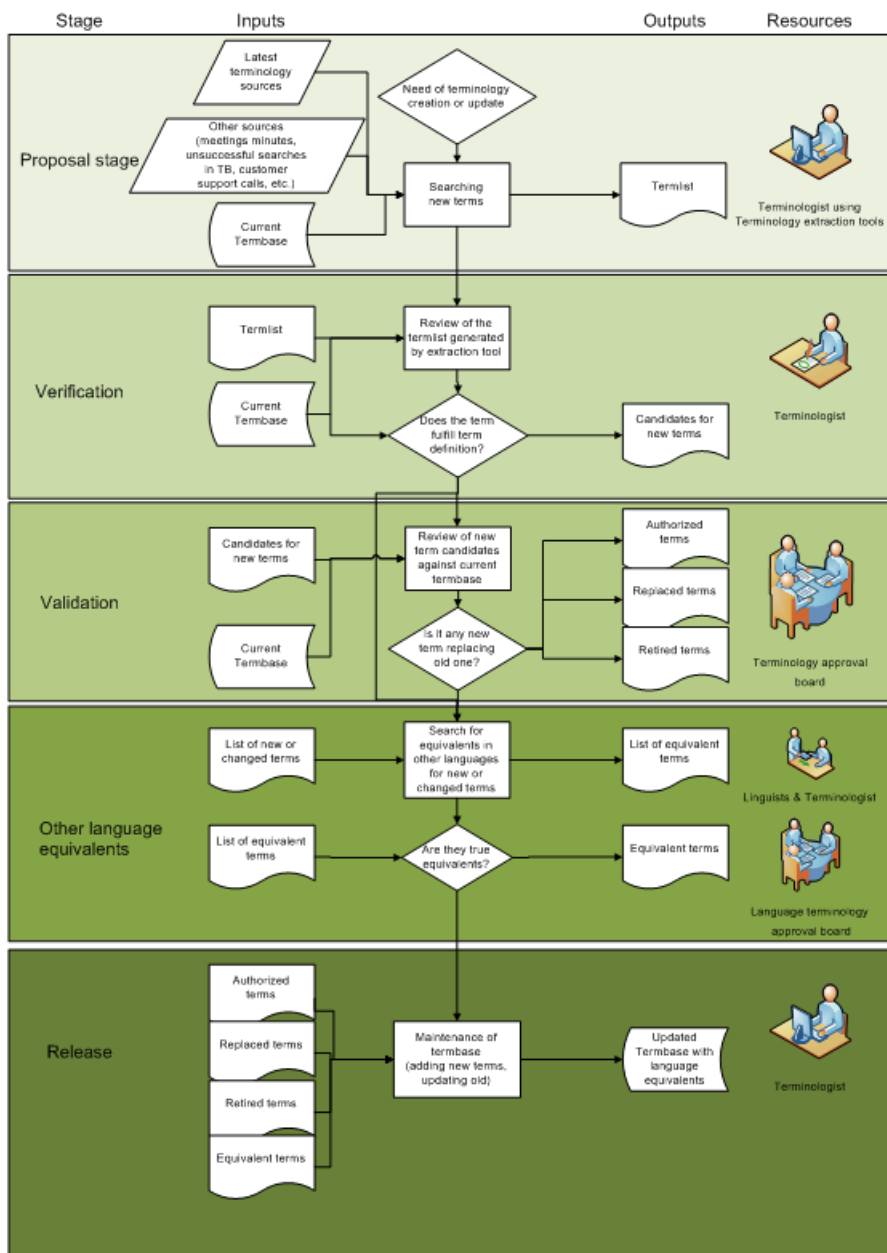 Stage
Inputs
Outputs
Resources
Proposal stage
Latest
terminology
sources
Need of terminology
creation or update
Other sources
(meetings minutes,
unsuccessful searches
in TB, customer
support calls, etc.)
Searching
new terms
Termlist
Current
Termbase
Terminologist using
Terminology extraction tools
Verification
Termlist
Review of the
termlist generated
by extraction tool
Current
Termbase
Does the term
fulfill term
definition?
Candidates for
new terms
Terminologist
Validation
Candidates for
new terms
Review of new
term candidates
against current
termbase
Authorized
terms
Replaced terms
Current
Termbase
Is it any new
term replacing
old one?
Retired terms
Terminology approval
board
Other language
equivalents
List of new or
changed terms
Search for
equivalents in
other languages
for new or
changed terms
List of equivalent
terms
Linguists & Terminologist
List of equivalent
terms
Are they true
equivalents?
Equivalent terms
Language terminology
approval board
Release
Authorized
terms
Replaced terms
Retired terms
Equivalent terms
Maintenance of
termbase
(adding new terms,
updating old)
Updated
Termbase with
language
equivalents
Terminologist